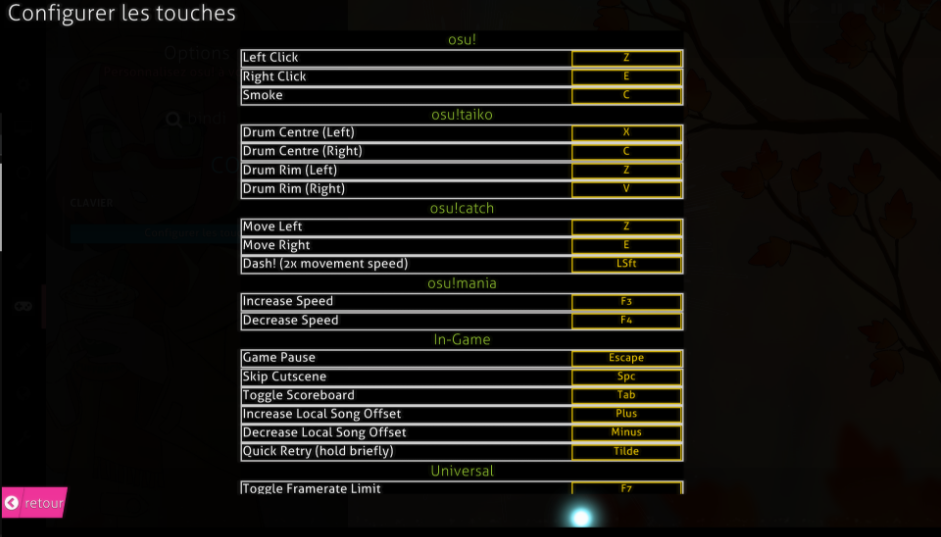 Configurer les touches
Options
osu!
Left Click Z
Right Click E
Smoke C
osu!taiko
Drum Centre (Left) X
Drum Centre (Right) C
Drum Rim (Left) Z
Drum Rim (Right) V
CLAVIER
osu!catch
Move Left Z
Move Right E
Dash! (2x movement speed) LSft
osu!mania
Increase Speed F3
Decrease Speed F4
In-Game
Game Pause Escape
Skip Cutscene Spc
Toggle Scoreboard Tab
Increase Local Song Offset Plus
Decrease Local Song Offset Minus
Quick Retry (hold briefly) Tilde
Universal
Toggle Framerate Limit F7
retour